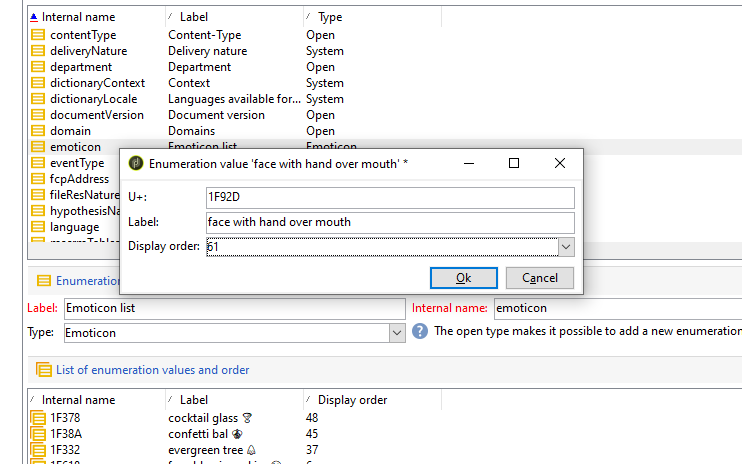 Internal name / Label / Type
contentType Content-Type Open
deliveryNature Delivery nature System
department Department Open
dictionaryContext Context System
dictionaryLocale Languages available for... System
documentVersion Document version Open
domain Domains Open
emoticon Emoticon list Emoticon
eventType
Enumeration value 'face with hand over mouth' *
fcpAddress
fileResNature
U+: 1F92D
hypothesisNa
Label: face with hand over mouth
language
Display order: 61
Ok Cancel
Enumeration
Label: Emoticon list Internal name: emoticon
Type: Emoticon ? The open type makes it possible to add a new enumeration
List of enumeration values and order
/ Internal name / Label / Display order
1F378 cocktail glass 🍸 48
1F38A confetti bal 🎊 45
1F332 evergreen tree 🌲 37